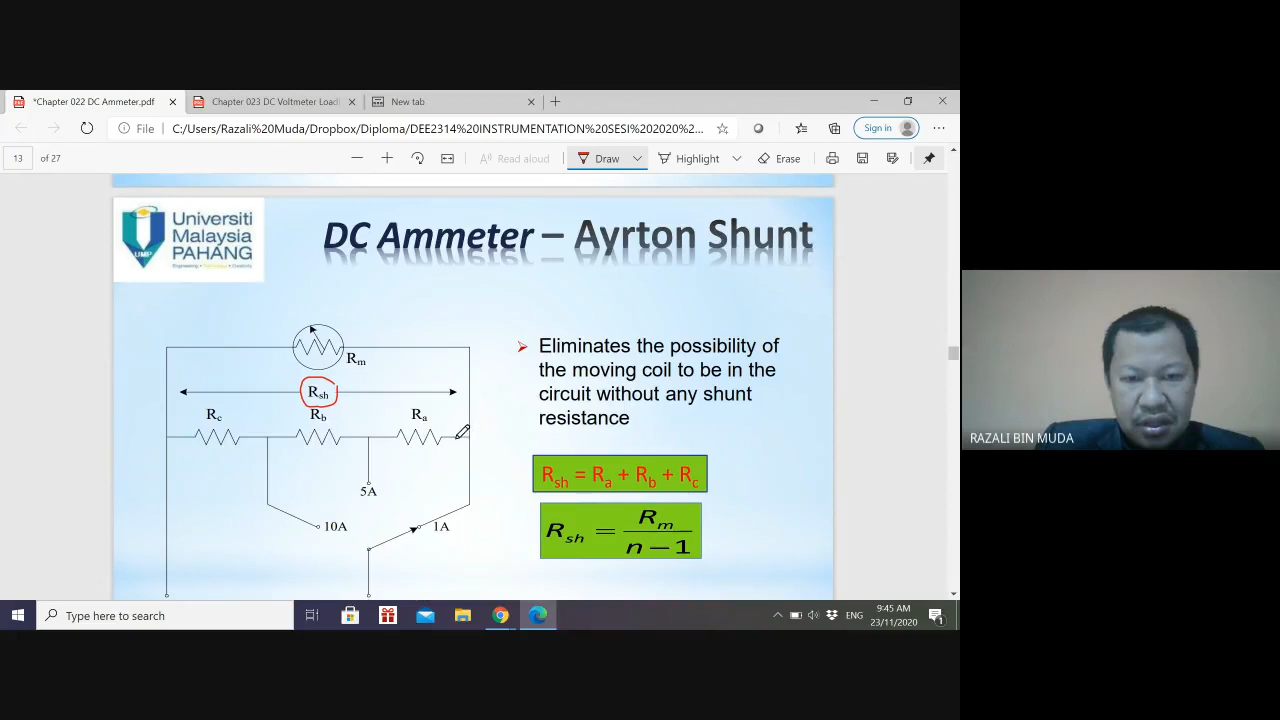 *Chapter 022 DC Ammeter.pdf
Chapter 023 DC Voltmeter Load
New tab
File
C:/Users/Razali%20Muda/Dropbox/Diploma/DEE2314%20INSTRUMENTATION%20SESI%202020%2...
Sign in
13 of 27
Read aloud
Draw
Highlight
Erase
Universiti
Malaysia
PAHANG
UMP
DC Ammeter – Ayrton Shunt
Rm
Rsh
Rc
Rb
Ra
5A
10A
1A
Eliminates the possibility of
the moving coil to be in the
circuit without any shunt
resistance
Rsh = Ra + Rb + Rc
Rsh = Rm / n − 1
RAZALI BIN MUDA
Type here to search
ENG
9:45 AM
23/11/2020
1